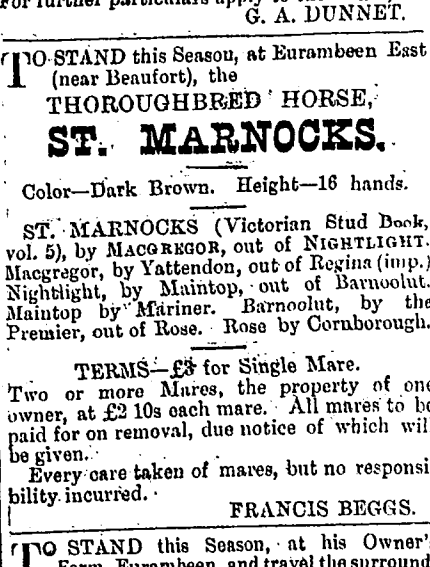 For further particulars apply to
G. A. DUNNET.
TO STAND this Season, at Eurambeen East
(near Beaufort), the
THOROUGHBRED HORSE,
ST. MARNOCKS.
Color—Dark Brown. Height—16 hands.
ST. MARNOCKS (Victorian Stud Book,
vol. 5), by MACGREGOR, out of NIGHTLIGHT.
Macgregor, by Yattendon, out of Regina (imp.)
Nightlight, by Maintop, out of Barnoolut.
Maintop by Mariner. Barnoolut, by the
Premier, out of Rose. Rose by Cornborough.
TERMS—£3 for Single Mare.
Two or more Mares, the property of one
owner, at £2 10s each mare. All mares to be
paid for on removal, due notice of which wil
be given.
Every care taken of mares, but no responsi
bility incurred.
FRANCIS BEGGS.
TO STAND this Season, at his Owner's
Farm, Eurambeen, and travel the surround